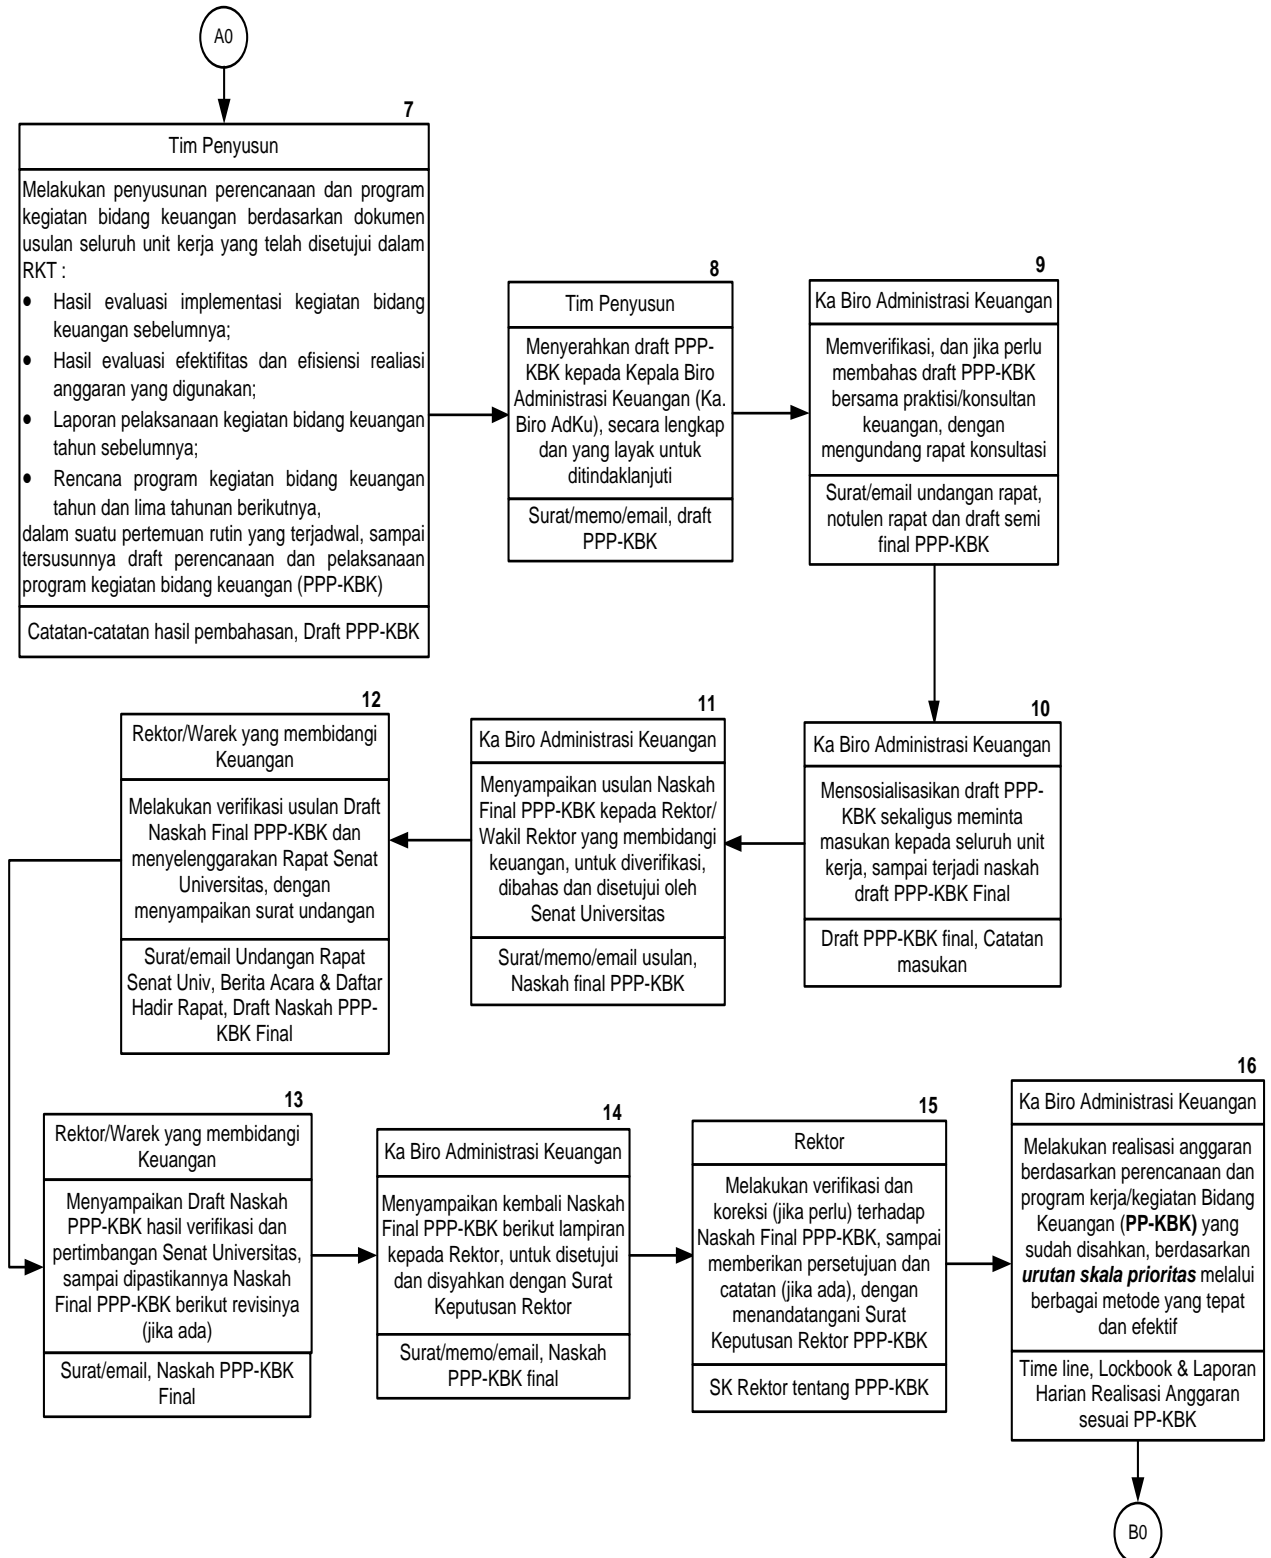 A0
7
Tim Penyusun
Melakukan penyusunan perencanaan dan program
kegiatan bidang keuangan berdasarkan dokumen
usulan seluruh unit kerja yang telah disetujui dalam
RKT :
• Hasil evaluasi implementasi kegiatan bidang
keuangan sebelumnya;
• Hasil evaluasi efektifitas dan efisiensi realiasi
anggaran yang digunakan;
• Laporan pelaksanaan kegiatan bidang keuangan
tahun sebelumnya;
• Rencana program kegiatan bidang keuangan
tahun dan lima tahunan berikutnya,
dalam suatu pertemuan rutin yang terjadwal, sampai
tersusunnya draft perencanaan dan pelaksanaan
program kegiatan bidang keuangan (PPP-KBK)
Catatan-catatan hasil pembahasan, Draft PPP-KBK
8
Tim Penyusun
Menyerahkan draft PPP-
KBK kepada Kepala Biro
Administrasi Keuangan (Ka.
Biro AdKu), secara lengkap
dan yang layak untuk
ditindaklanjuti
Surat/memo/email, draft
PPP-KBK
9
Ka Biro Administrasi Keuangan
Memverifikasi, dan jika perlu
membahas draft PPP-KBK
bersama praktisi/konsultan
keuangan, dengan
mengundang rapat konsultasi
Surat/email undangan rapat,
notulen rapat dan draft semi
final PPP-KBK
10
Ka Biro Administrasi Keuangan
Mensosialisasikan draft PPP-
KBK sekaligus meminta
masukan kepada seluruh unit
kerja, sampai terjadi naskah
draft PPP-KBK Final
Draft PPP-KBK final, Catatan
masukan
11
Ka Biro Administrasi Keuangan
Menyampaikan usulan Naskah
Final PPP-KBK kepada Rektor/
Wakil Rektor yang membidangi
keuangan, untuk diverifikasi,
dibahas dan disetujui oleh
Senat Universitas
Surat/memo/email usulan,
Naskah final PPP-KBK
12
Rektor/Warek yang membidangi
Keuangan
Melakukan verifikasi usulan Draft
Naskah Final PPP-KBK dan
menyelenggarakan Rapat Senat
Universitas, dengan
menyampaikan surat undangan
Surat/email Undangan Rapat
Senat Univ, Berita Acara & Daftar
Hadir Rapat, Draft Naskah PPP-
KBK Final
13
Rektor/Warek yang membidangi
Keuangan
Menyampaikan Draft Naskah
PPP-KBK hasil verifikasi dan
pertimbangan Senat Universitas,
sampai dipastikannya Naskah
Final PPP-KBK berikut revisinya
(jika ada)
Surat/email, Naskah PPP-KBK
Final
14
Ka Biro Administrasi Keuangan
Menyampaikan kembali Naskah
Final PPP-KBK berikut lampiran
kepada Rektor, untuk disetujui
dan disyahkan dengan Surat
Keputusan Rektor
Surat/memo/email, Naskah
PPP-KBK final
15
Rektor
Melakukan verifikasi dan
koreksi (jika perlu) terhadap
Naskah Final PPP-KBK, sampai
memberikan persetujuan dan
catatan (jika ada), dengan
menandatangani Surat
Keputusan Rektor PPP-KBK
SK Rektor tentang PPP-KBK
16
Ka Biro Administrasi Keuangan
Melakukan realisasi anggaran
berdasarkan perencanaan dan
program kerja/kegiatan Bidang
Keuangan (PP-KBK) yang
sudah disahkan, berdasarkan
urutan skala prioritas melalui
berbagai metode yang tepat
dan efektif
Time line, Lockbook & Laporan
Harian Realisasi Anggaran
sesuai PP-KBK
B0